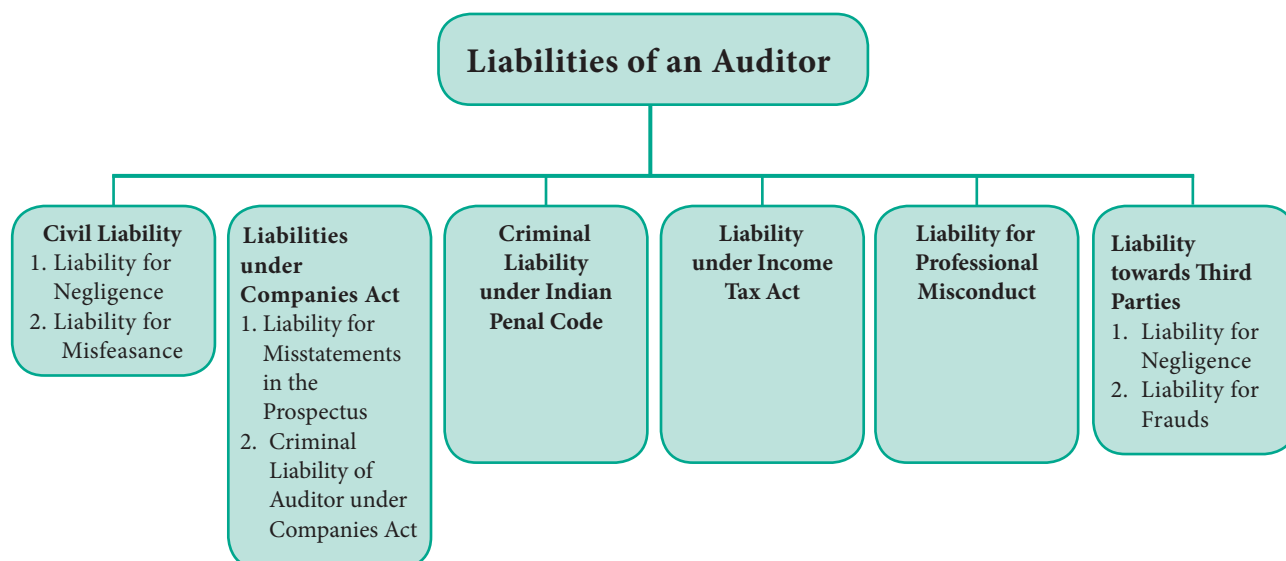 Liabilities of an Auditor
Civil Liability
1. Liability for
Negligence
2. Liability for
Misfeasance
Liabilities
under
Companies Act
1. Liability for
Misstatements
in the
Prospectus
2. Criminal
Liability of
Auditor under
Companies Act
Criminal
Liability
under Indian
Penal Code
Liability
under Income
Tax Act
Liability for
Professional
Misconduct
Liability
towards Third
Parties
1. Liability for
Negligence
2. Liability for
Frauds